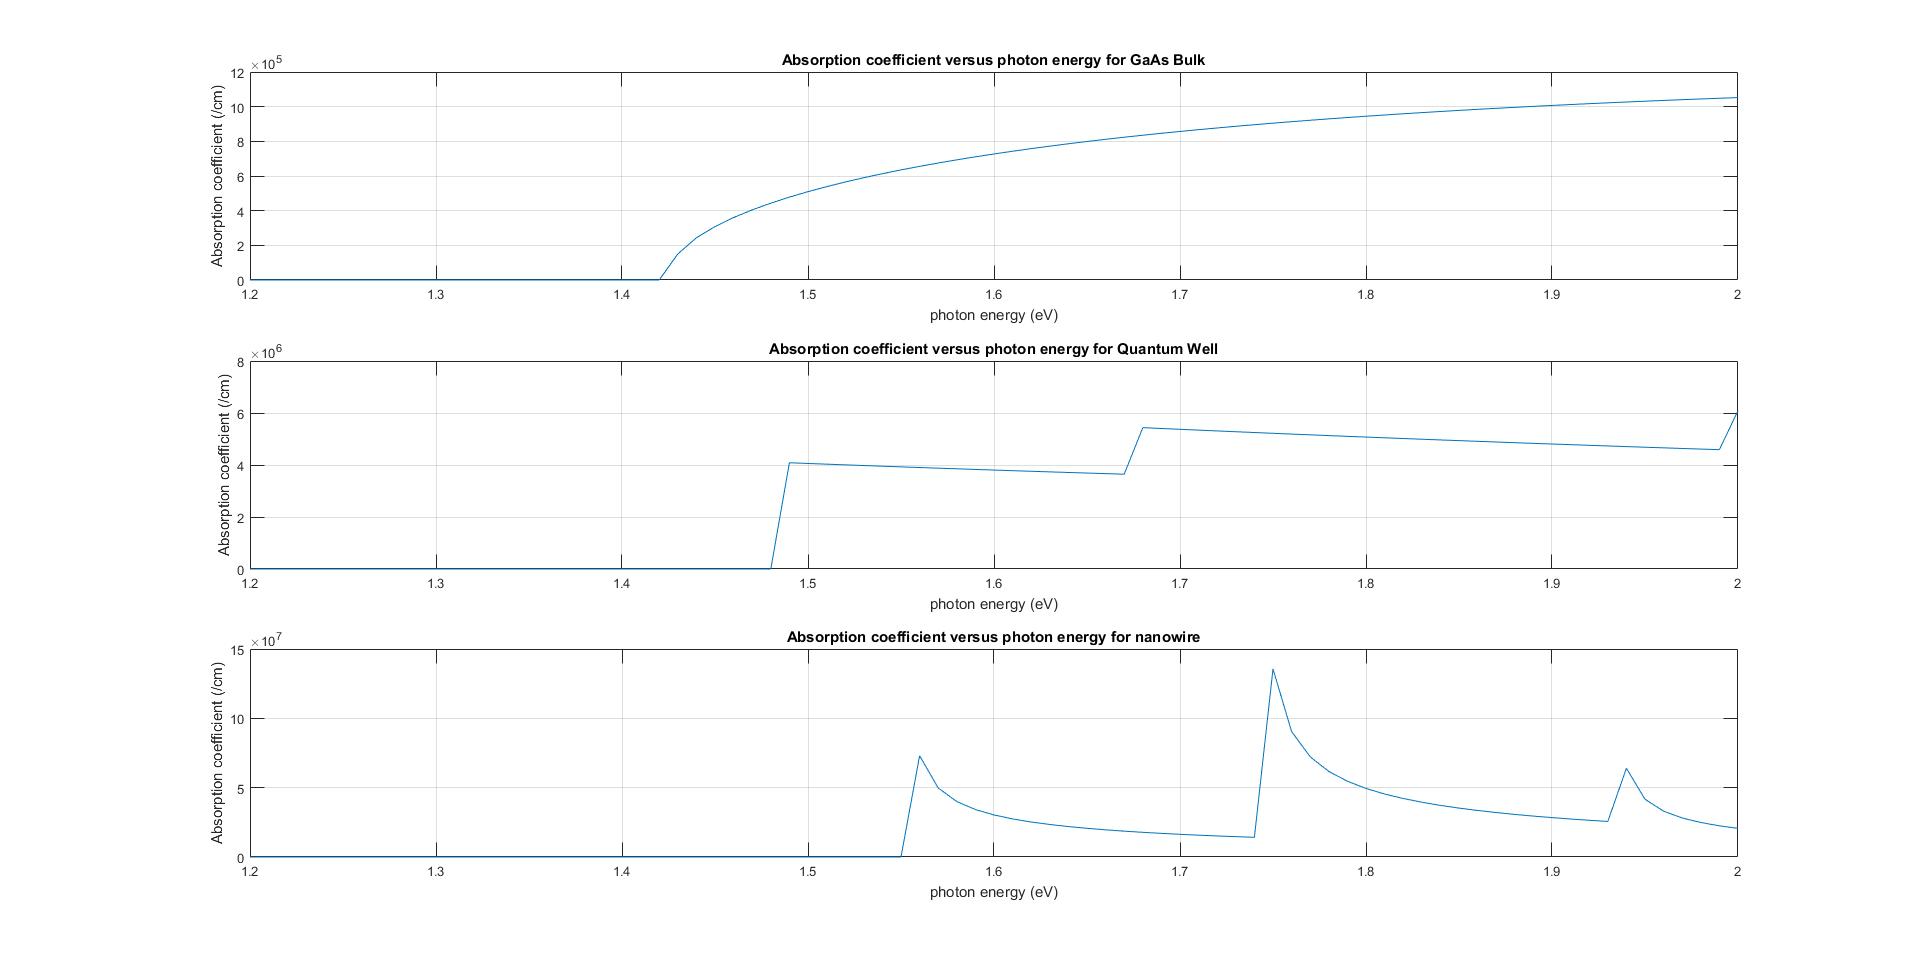 Absorption coefficient versus photon energy for GaAs Bulk
×10^5
Absorption coefficient (/cm)
12
10
8
6
4
2
0
1.2 1.3 1.4 1.5 1.6 1.7 1.8 1.9 2
photon energy (eV)
Absorption coefficient versus photon energy for Quantum Well
×10^6
Absorption coefficient (/cm)
8
6
4
2
0
1.2 1.3 1.4 1.5 1.6 1.7 1.8 1.9 2
photon energy (eV)
Absorption coefficient versus photon energy for nanowire
×10^7
Absorption coefficient (/cm)
15
10
5
0
1.2 1.3 1.4 1.5 1.6 1.7 1.8 1.9 2
photon energy (eV)